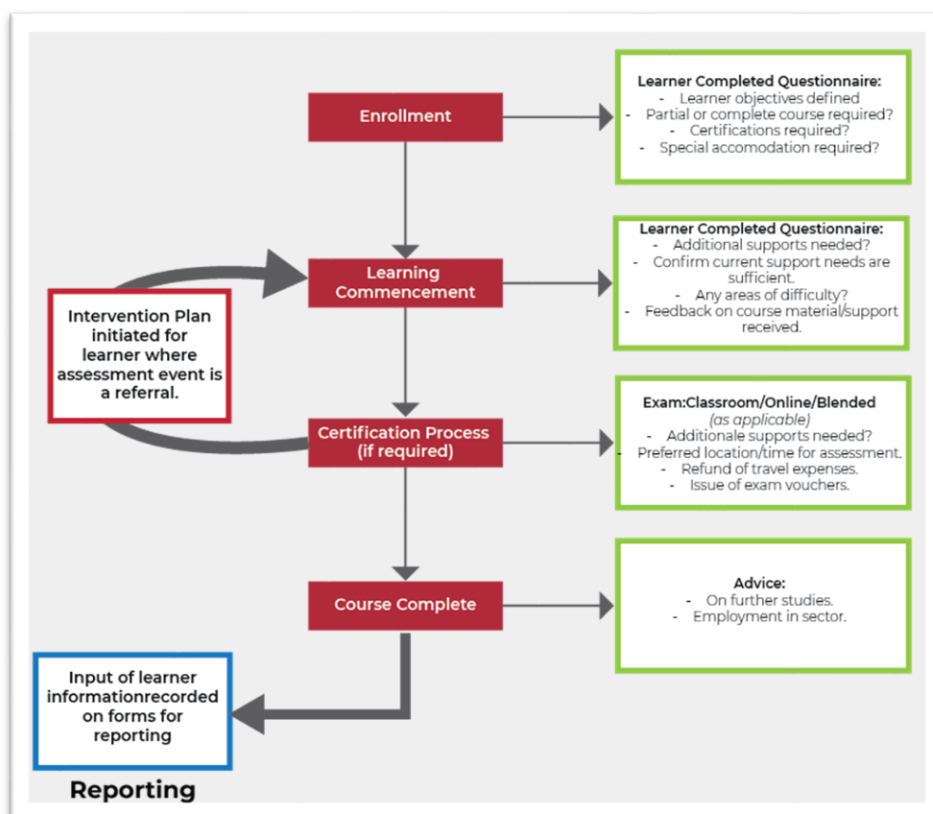 Enrollment
Learner Completed Questionnaire:
- Learner objectives defined
- Partial or complete course required?
- Certifications required?
- Special accomodation required?
Learning
Commencement
Learner Completed Questionnaire:
- Additional supports needed?
- Confirm current support needs are
sufficient.
- Any areas of difficulty?
- Feedback on course material/support
received.
Intervention Plan
initiated for
learner where
assessment event is
a referral.
Certification Process
(if required)
Exam:Classroom/Online/Blended
(as applicable)
- Additionale supports needed?
- Preferred location/time for assessment.
- Refund of travel expenses.
- Issue of exam vouchers.
Course Complete
Advice:
- On further studies.
- Employment in sector.
Input of learner
informationrecorded
on forms for
reporting
Reporting